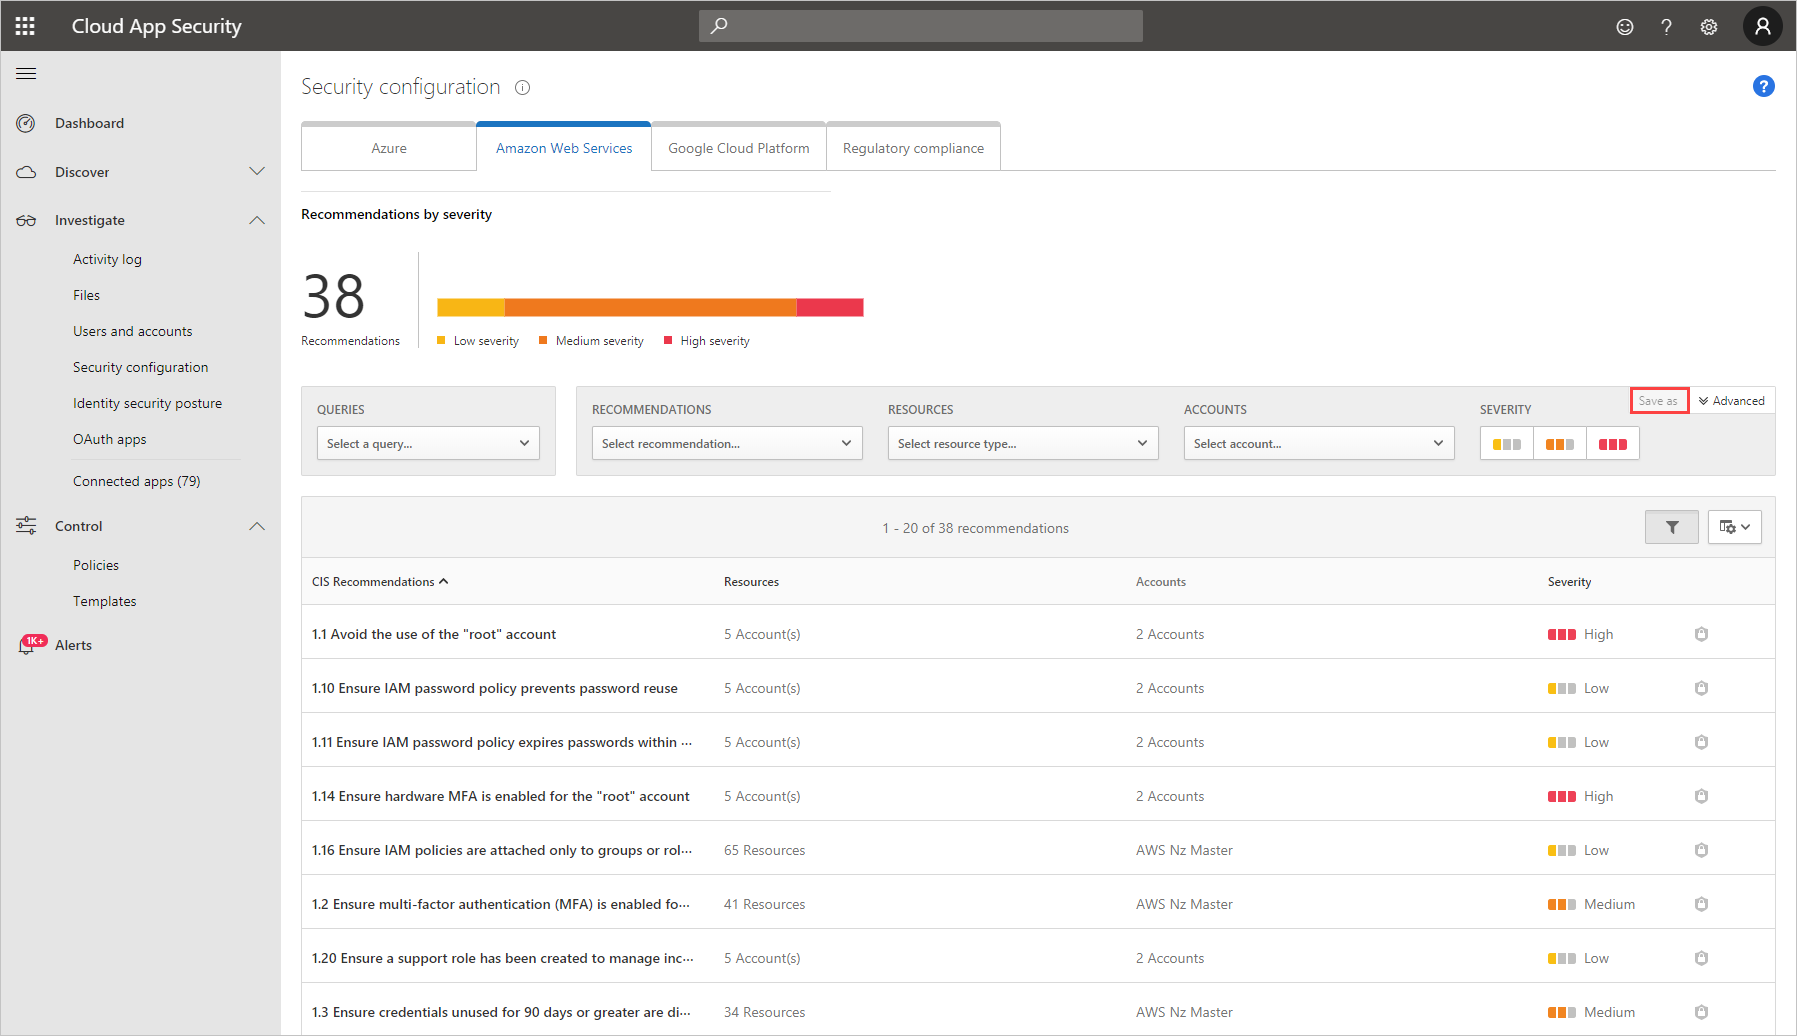 Cloud App Security
Dashboard
Discover
Investigate
Activity log
Files
Users and accounts
Security configuration
Identity security posture
OAuth apps
Connected apps (79)
Control
Policies
Templates
1K+
Alerts
Security configuration
Azure
Amazon Web Services
Google Cloud Platform
Regulatory compliance
Recommendations by severity
38
Recommendations
Low severity
Medium severity
High severity
Save as
Advanced
QUERIES
Select a query...
RECOMMENDATIONS
Select recommendation...
RESOURCES
Select resource type...
ACCOUNTS
Select account...
SEVERITY
1 - 20 of 38 recommendations
CIS Recommendations Resources Accounts Severity
1.1 Avoid the use of the "root" account 5 Account(s) 2 Accounts High
1.10 Ensure IAM password policy prevents password reuse 5 Account(s) 2 Accounts Low
1.11 Ensure IAM password policy expires passwords within ... 5 Account(s) 2 Accounts Low
1.14 Ensure hardware MFA is enabled for the "root" account 5 Account(s) 2 Accounts High
1.16 Ensure IAM policies are attached only to groups or rol... 65 Resources AWS Nz Master Low
1.2 Ensure multi-factor authentication (MFA) is enabled fo... 41 Resources AWS Nz Master Medium
1.20 Ensure a support role has been created to manage inc... 5 Account(s) 2 Accounts Low
1.3 Ensure credentials unused for 90 days or greater are di... 34 Resources AWS Nz Master Medium